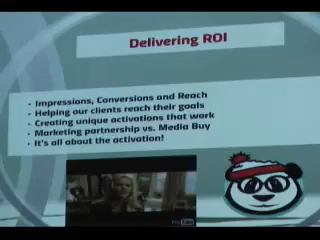 Delivering ROI
• Impressions, Conversions and Reach
• Helping our clients reach their goals
• Creating unique activations that work
• Marketing partnership vs. Media Buy
• It's all about the activation!